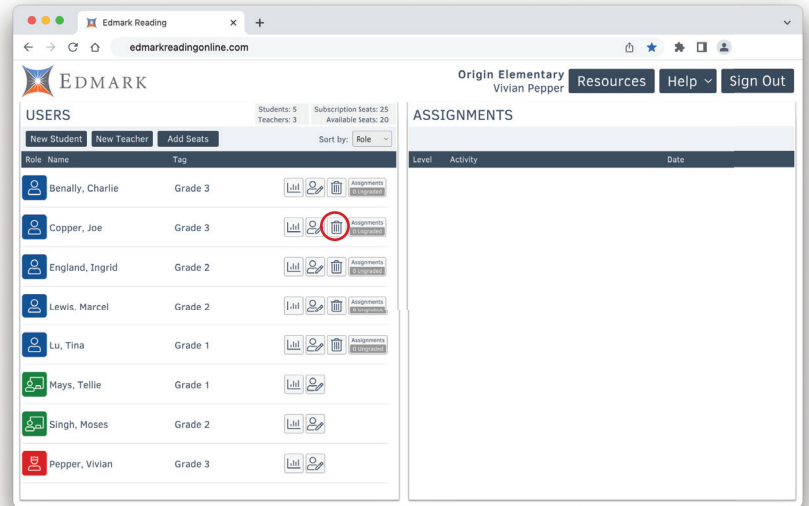 Edmark Reading
edmarkreadingonline.com
EDMARK
Origin Elementary
Vivian Pepper
Resources
Help
Sign Out
USERS
Students: 5 Subscription Seats: 25
Teachers: 3 Available Seats: 20
New Student New Teacher Add Seats Sort by: Role
Role Name Tag
Benally, Charlie Grade 3 Assignments
0 Ungraded
Copper, Joe Grade 3 Assignments
0 Ungraded
England, Ingrid Grade 2 Assignments
0 Ungraded
Lewis, Marcel Grade 2 Assignments
0 Ungraded
Lu, Tina Grade 1 Assignments
0 Ungraded
Mays, Tellie Grade 1
Singh, Moses Grade 2
Pepper, Vivian Grade 3
ASSIGNMENTS
Level Activity Date